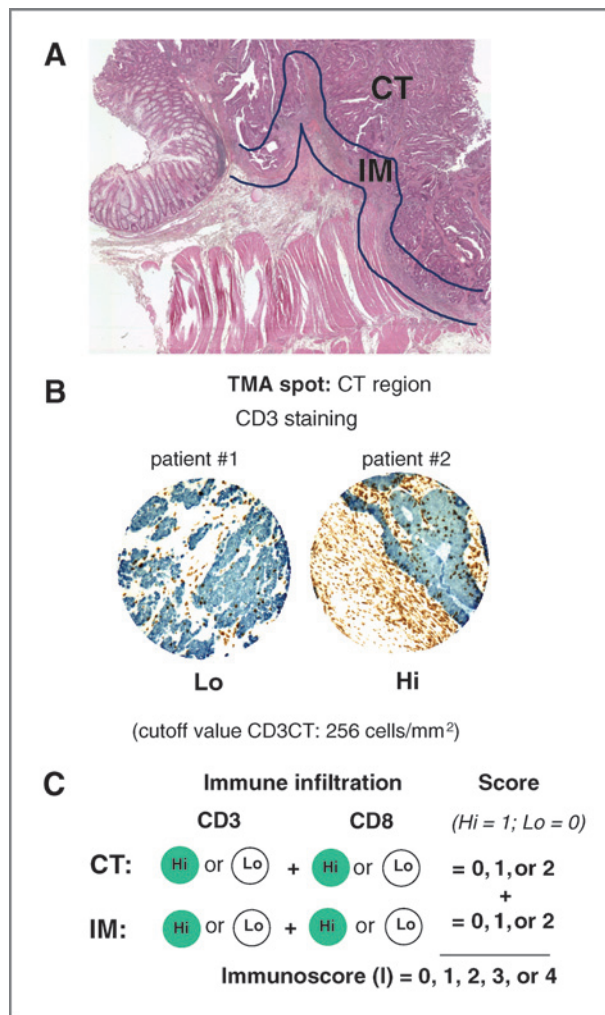 A
CT
IM
B
TMA spot: CT region
CD3 staining
patient #1 patient #2
Lo Hi
(cutoff value CD3CT: 256 cells/mm²)
C
Immune infiltration Score
CD3 CD8 (Hi = 1; Lo = 0)
CT: Hi or Lo + Hi or Lo = 0, 1, or 2
+
IM: Hi or Lo + Hi or Lo = 0, 1, or 2
Immunoscore (I) = 0, 1, 2, 3, or 4